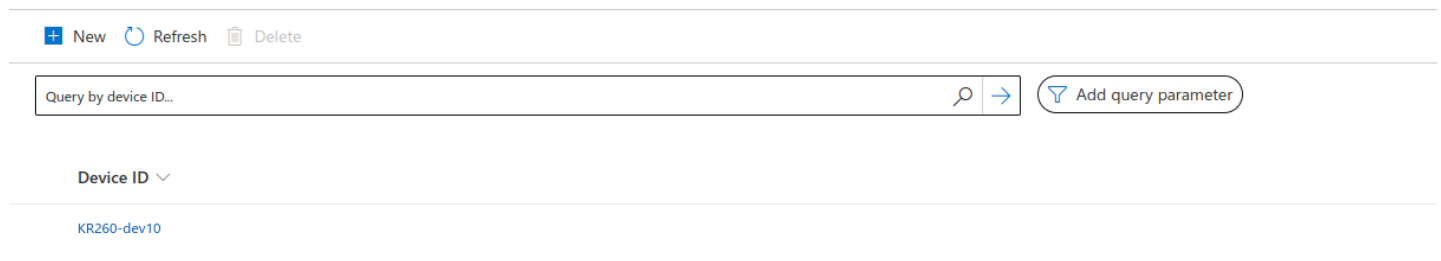 New Refresh Delete
Query by device ID... Add query parameter
Device ID
KR260-dev10